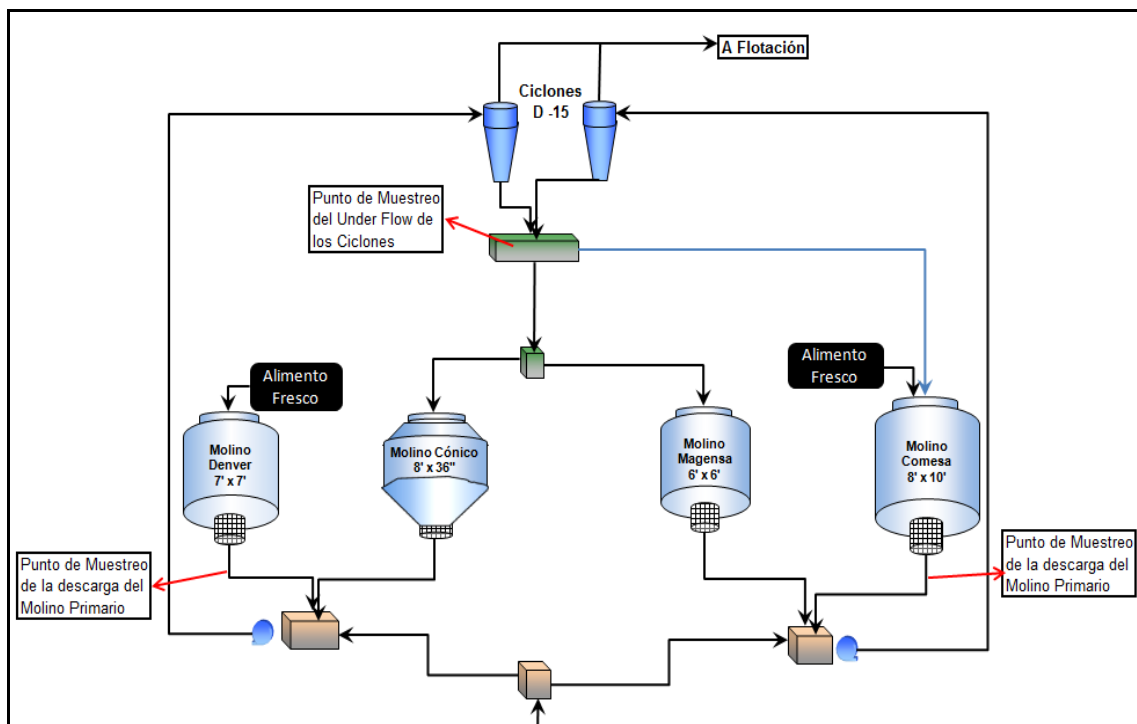 A Flotación
Ciclones
D -15
Punto de Muestreo
del Under Flow de
los Ciclones
Alimento
Fresco
Alimento
Fresco
Molino
Denver
7' x 7'
Molino Cónico
8' x 36"
Molino
Magensa
6' x 6'
Molino
Comesa
8' x 10'
Punto de Muestreo
de la descarga del
Molino Primario
Punto de Muestreo
de la descarga del
Molino Primario